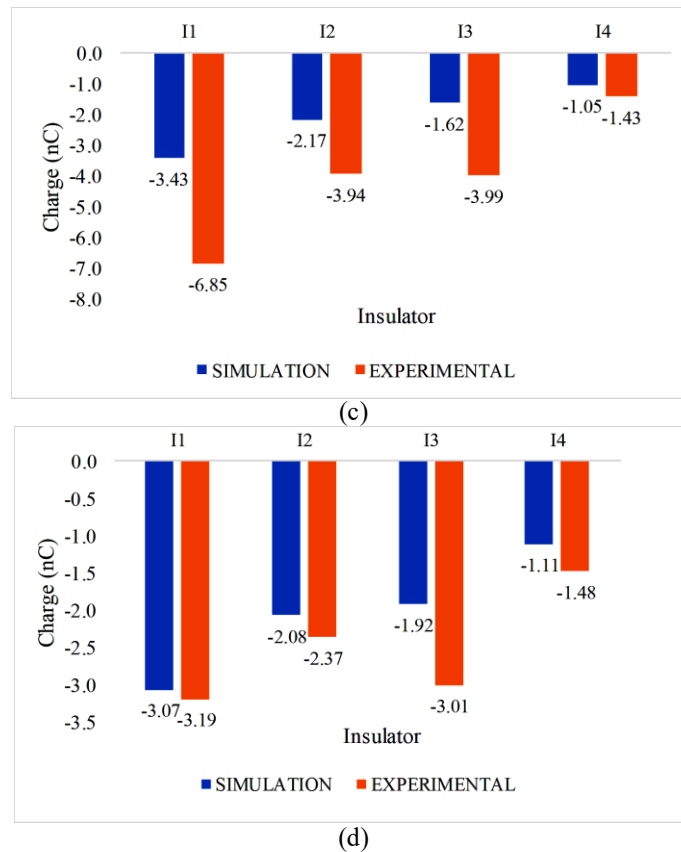 I1 I2 I3 I4
0.0
-1.0
-2.0
-3.0
-4.0
-5.0
-6.0
-7.0
-8.0
Charge (nC)
-3.43 -6.85 -2.17 -3.94 -1.62 -3.99 -1.05 -1.43
Insulator
SIMULATION EXPERIMENTAL
(c)
I1 I2 I3 I4
0.0
-0.5
-1.0
-1.5
-2.0
-2.5
-3.0
-3.5
Charge (nC)
-3.07 -3.19 -2.08 -2.37 -1.92 -3.01 -1.11 -1.48
Insulator
SIMULATION EXPERIMENTAL
(d)